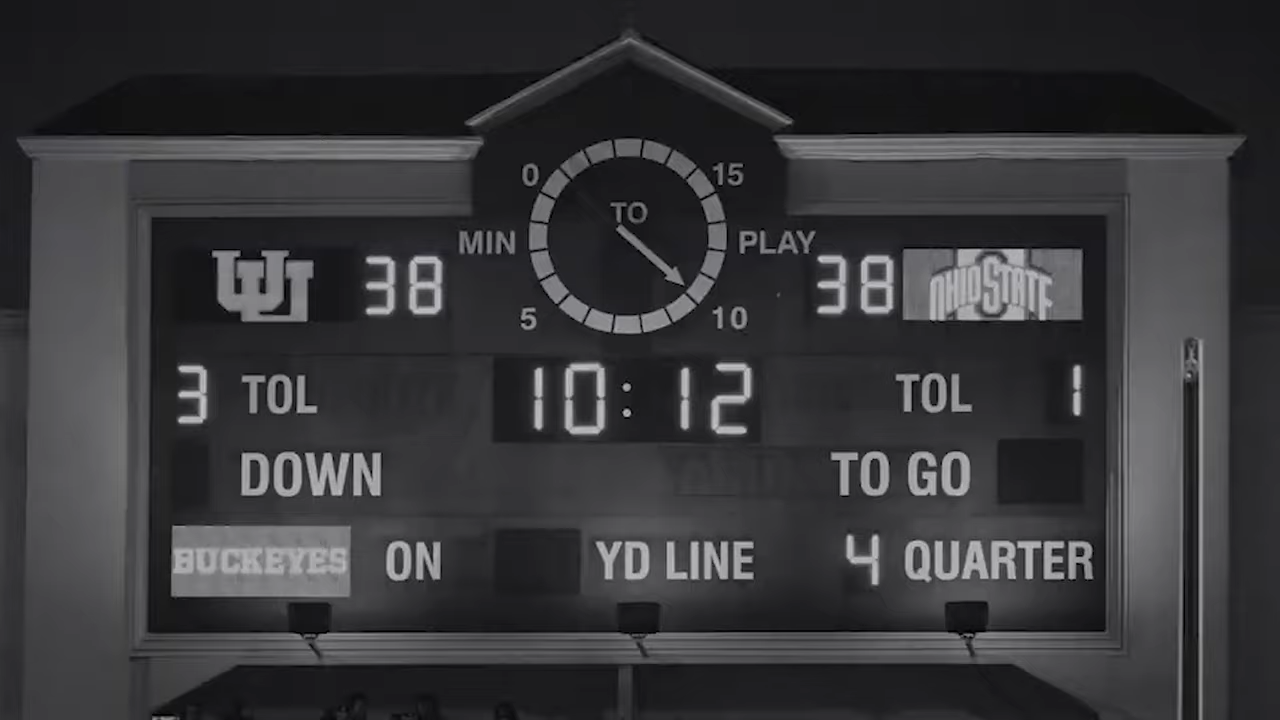 0 15
TO
MIN PLAY
UU 38 38 OHIO STATE
5 10
3 TOL 10:12 TOL 1
DOWN TO GO
BUCKEYES ON YD LINE 4 QUARTER